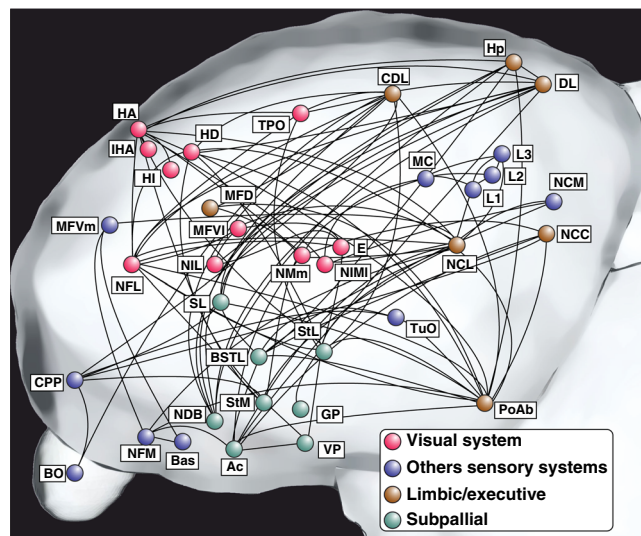 Hp
CDL
DL
HA
HD
TPO
IHA
MC
L3
HI
L2
NCM
MFD
L1
MFVm
MFVl
E
NCC
NIL
NMm
NIMl
NCL
NFL
SL
StL
TuO
BSTL
CPP
NDB
StM
GP
PoAb
NFM
Bas
Ac
VP
BO
Visual system
Others sensory systems
Limbic/executive
Subpallial